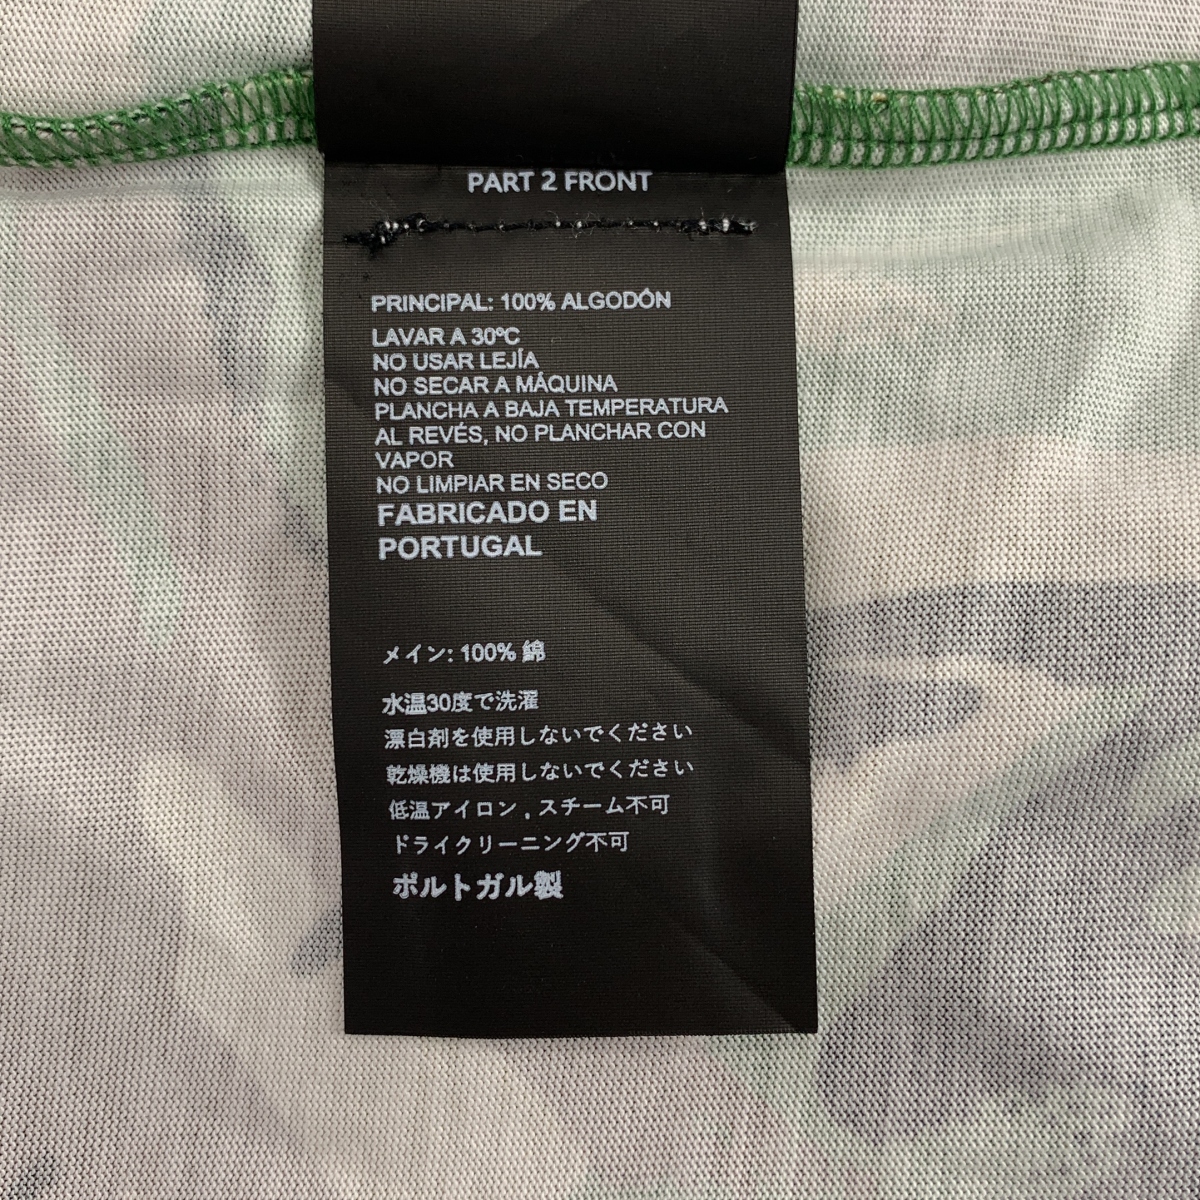 PART 2 FRONT
PRINCIPAL: 100% ALGODÓN
LAVAR A 30ºC
NO USAR LEJÍA
NO SECAR A MÁQUINA
PLANCHA A BAJA TEMPERATURA
AL REVÉS, NO PLANCHAR CON
VAPOR
NO LIMPIAR EN SECO
FABRICADO EN
PORTUGAL
メイン: 100% 綿
水温30度で洗濯
漂白剤を使用しないでください
乾燥機は使用しないでください
低温アイロン , スチーム不可
ドライクリーニング不可
ポルトガル製